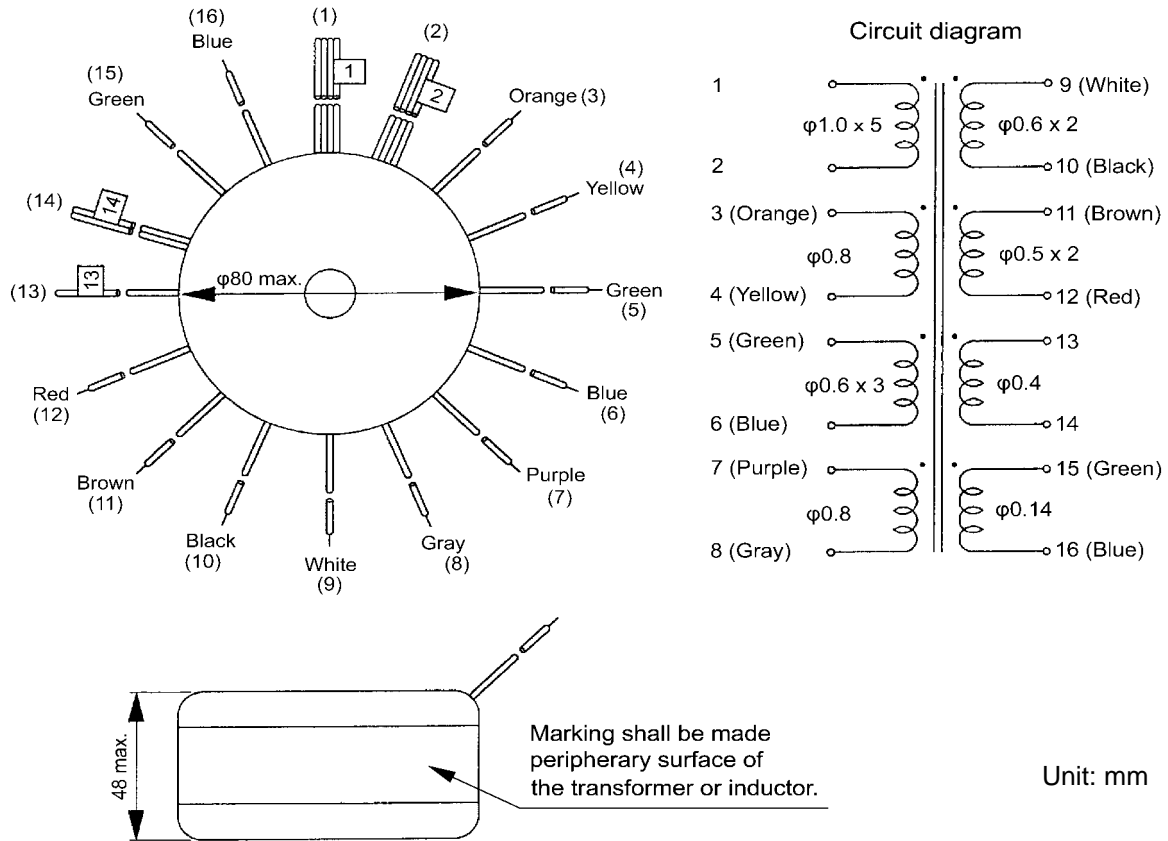 (16)
Blue
(1)
(2)
1
2
(15)
Green
Orange (3)
(4)
Yellow
(14)
14
(13)
13
φ80 max.
Green
(5)
Red
(12)
Blue
(6)
Brown
(11)
Purple
(7)
Black
(10)
White
(9)
Gray
(8)
Circuit diagram
1
φ1.0 x 5
2
9 (White)
φ0.6 x 2
10 (Black)
3 (Orange)
φ0.8
4 (Yellow)
11 (Brown)
φ0.5 x 2
12 (Red)
5 (Green)
φ0.6 x 3
6 (Blue)
13
φ0.4
14
7 (Purple)
φ0.8
8 (Gray)
15 (Green)
φ0.14
16 (Blue)
48 max.
Marking shall be made
peripherary surface of
the transformer or inductor.
Unit: mm